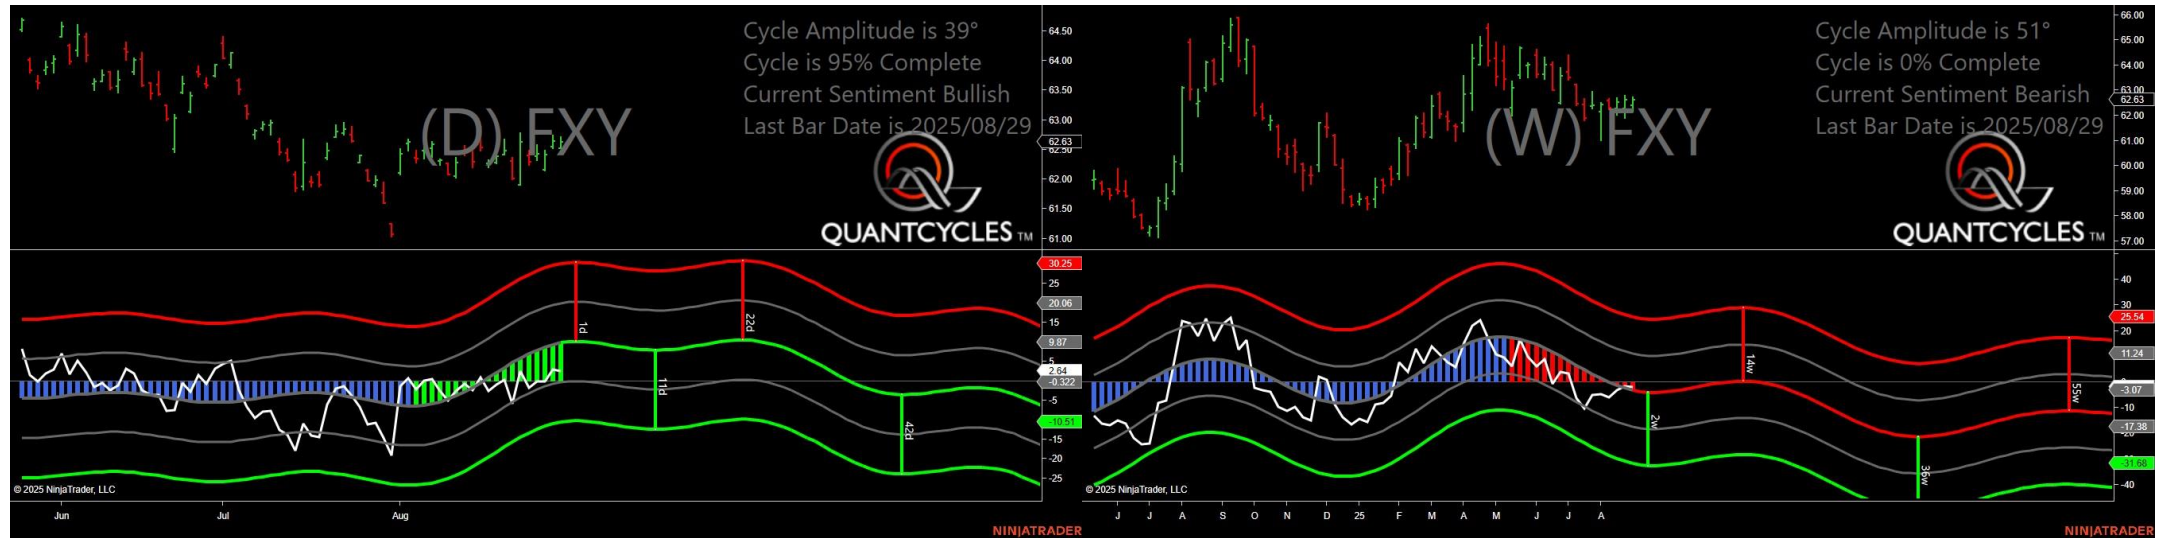 Cycle Amplitude is 39°
Cycle is 95% Complete
Current Sentiment Bullish
Last Bar Date is 2025/08/29
(D) FXY
QUANTCYCLES TM
64.50
64.00
63.50
63.00
62.63
62.50
62.00
61.50
61.00
30.25
25
20.06
15
9.87
5
2.64
-0.322
-5
-10.51
-15
-20
-25
1d
11d
22d
42d
© 2025 NinjaTrader, LLC
Jun Jul Aug
NINJATRADER
Cycle Amplitude is 51°
Cycle is 0% Complete
Current Sentiment Bearish
Last Bar Date is 2025/08/29
(W) FXY
QUANTCYCLES TM
66.00
65.00
64.00
63.00
62.63
62.00
61.00
60.00
59.00
58.00
57.00
40
30
25.54
20
11.24
-3.07
-10
-17.38
-31.68
-40
2w
14w
36w
55w
© 2025 NinjaTrader, LLC
J J A S O N D 25 F M A M J J A
NINJATRADER